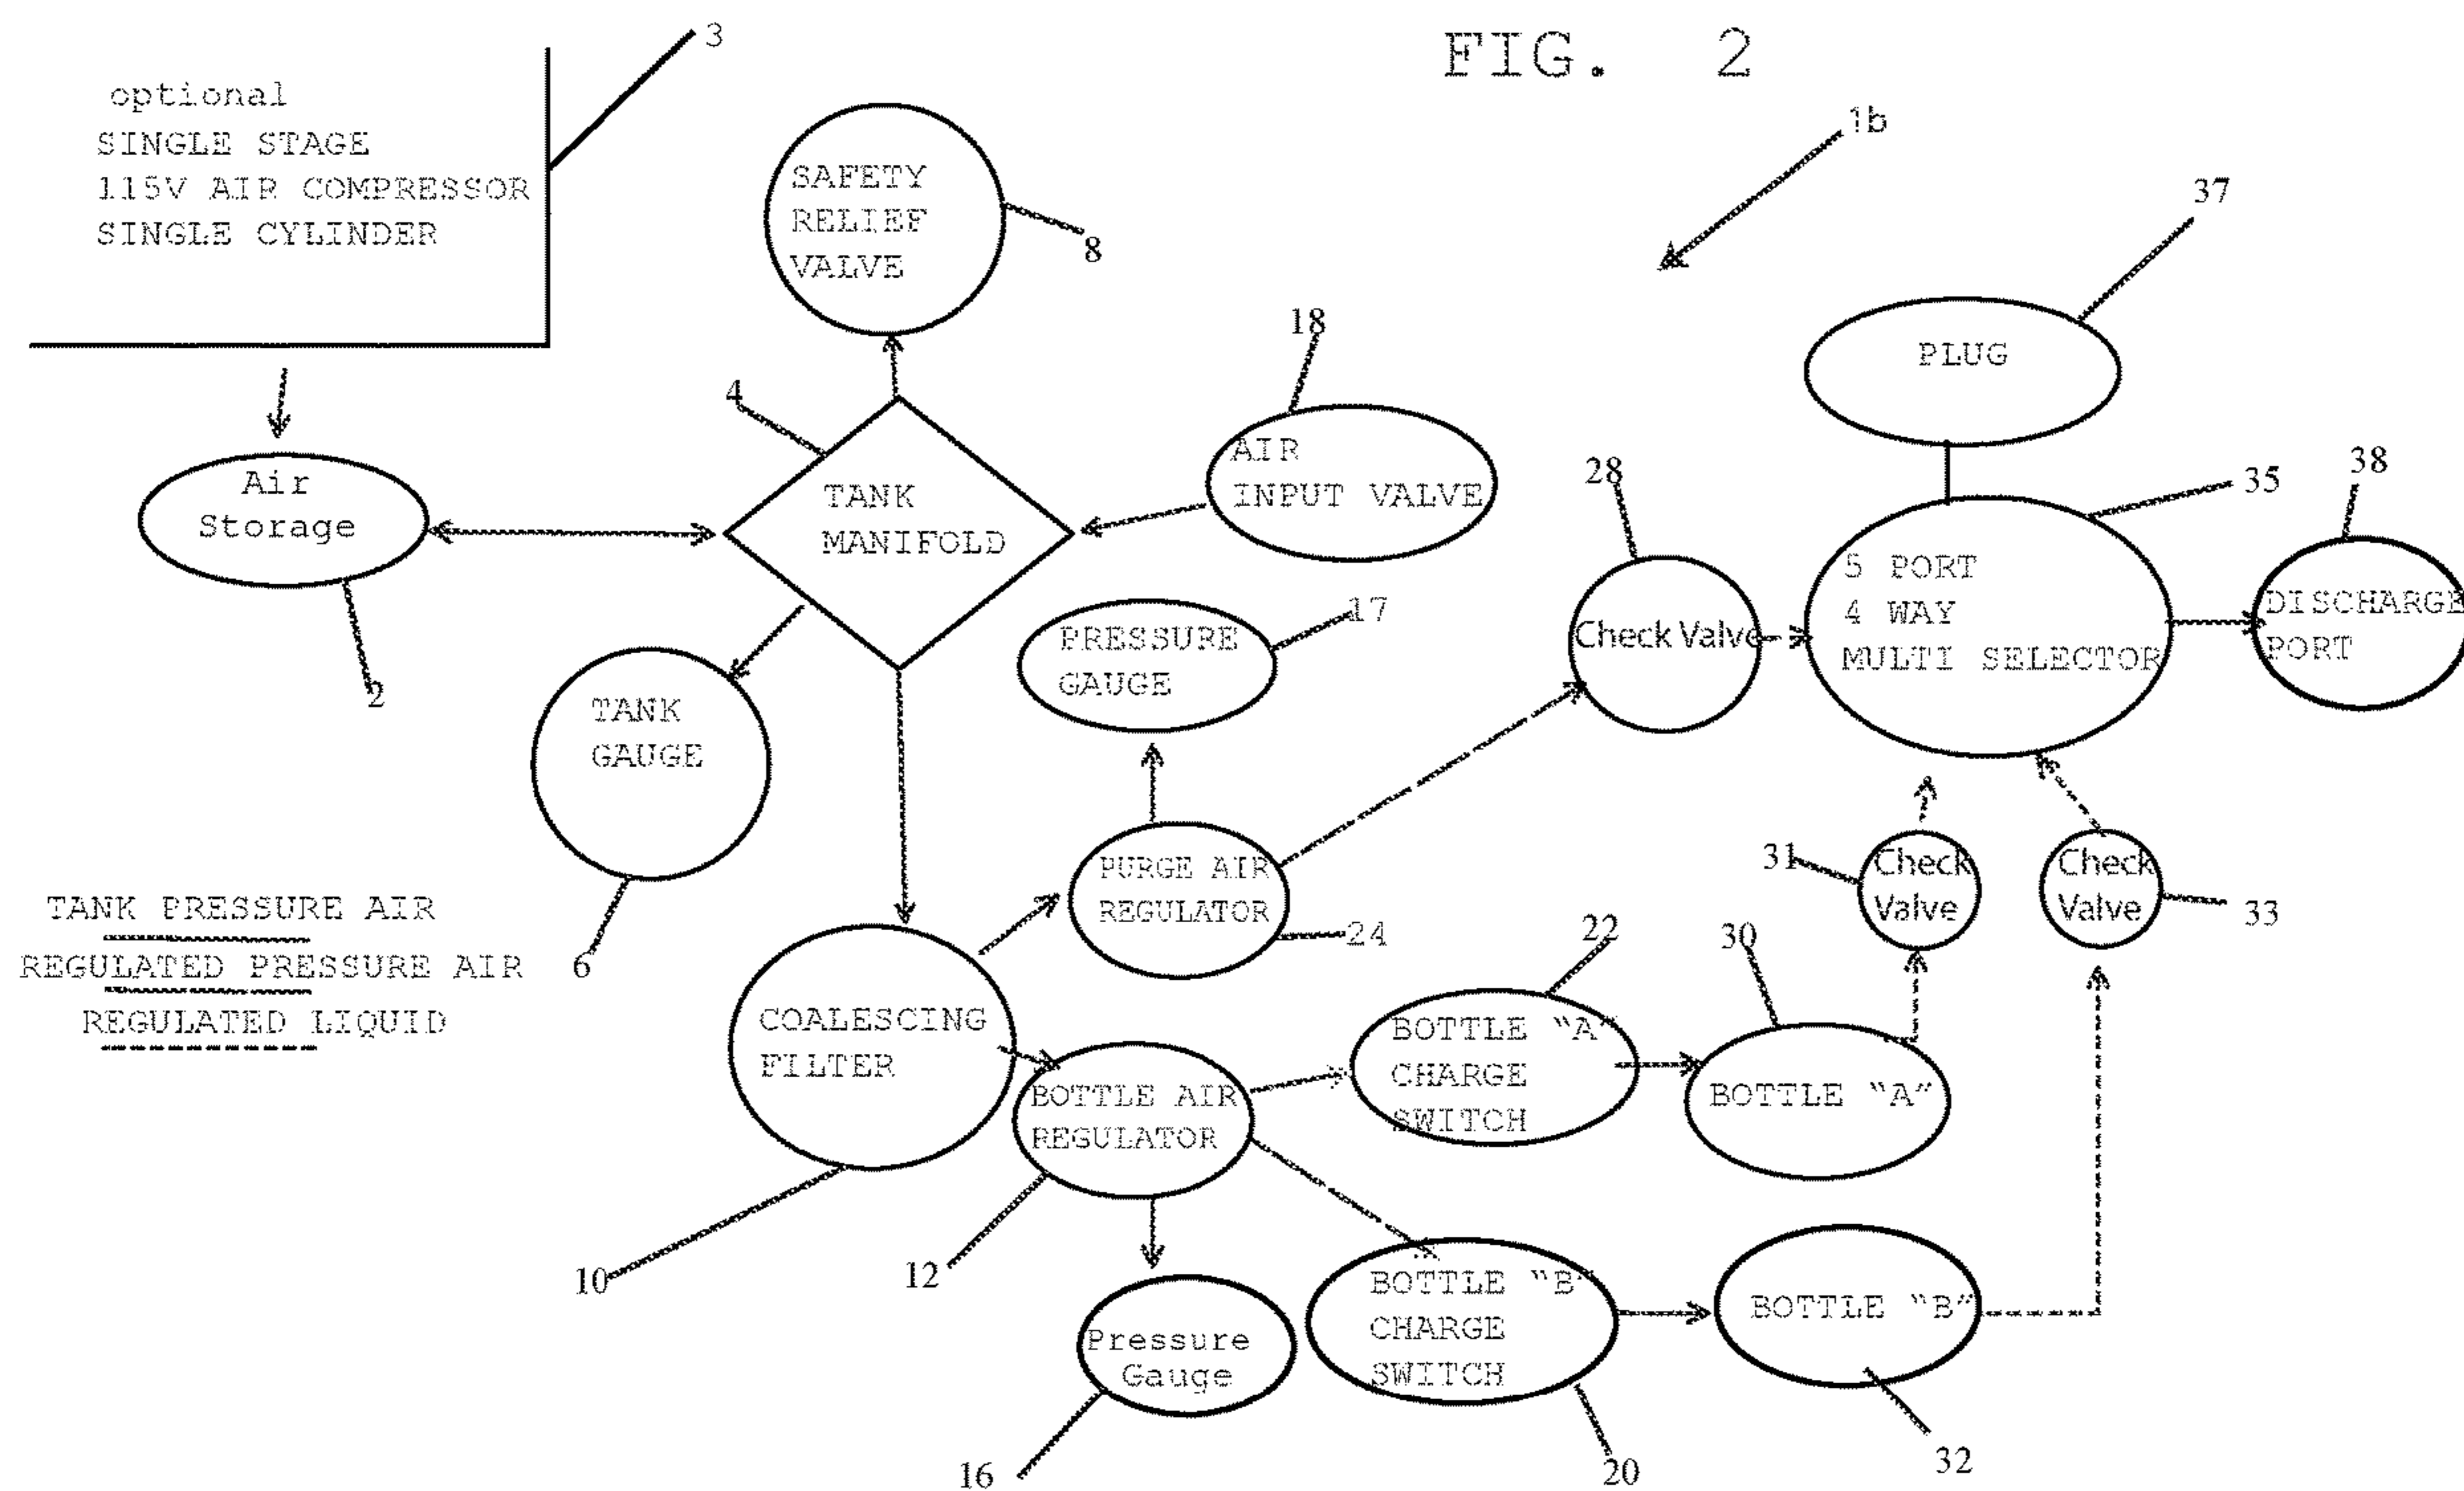 FIG. 2
3
optional
SINGLE STAGE
115V AIR COMPRESSOR
SINGLE CYLINDER
SAFETY
RELIEF
VALVE
8
1b
37
PLUG
18
AIR
INPUT VALVE
4
TANK
MANIFOLD
Air
Storage
2
28
Check Valve
35
5 PORT
4 WAY
MULTI SELECTOR
38
DISCHARGE
PORT
17
PRESSURE
GAUGE
TANK
GAUGE
6
PURGE AIR
REGULATOR
24
31
Check
Valve
Check
Valve
33
TANK PRESSURE AIR
REGULATED PRESSURE AIR
REGULATED LIQUID
COALESCING
FILTER
10
BOTTLE AIR
REGULATOR
12
22
BOTTLE "A"
CHARGE
SWITCH
30
BOTTLE "A"
Pressure
Gauge
16
BOTTLE "B"
CHARGE
SWITCH
20
BOTTLE "B"
32